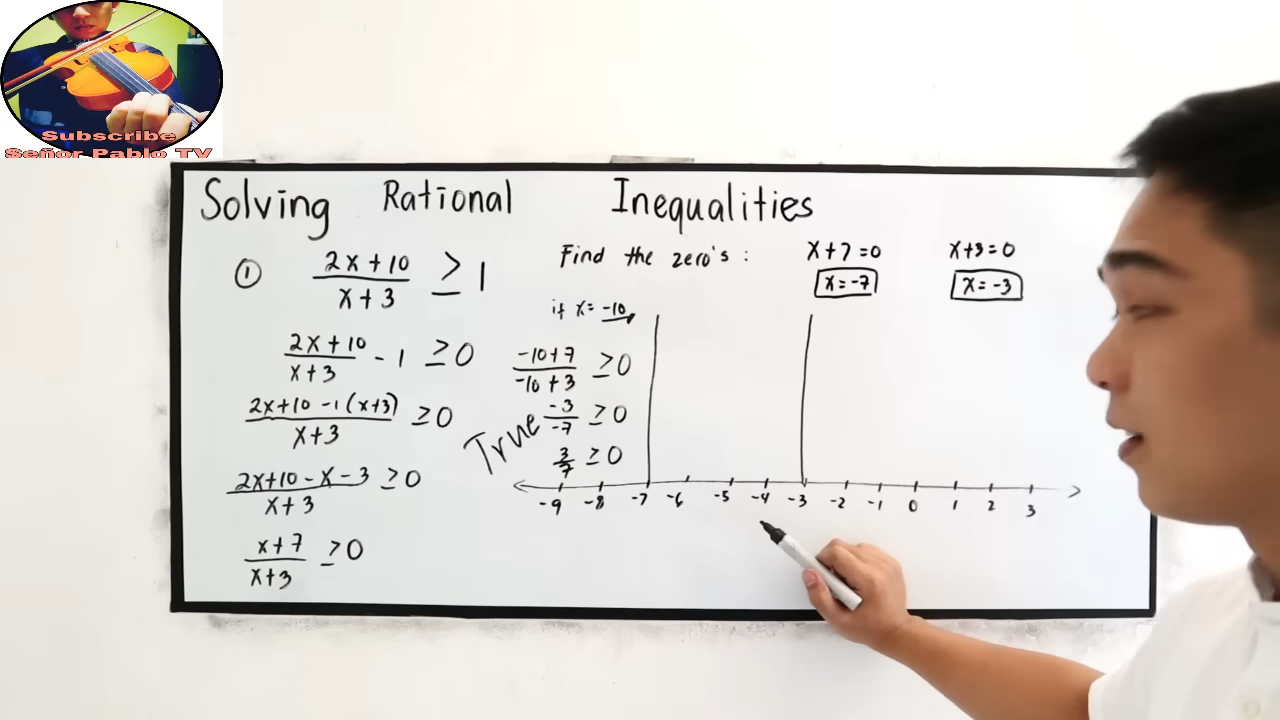 Subscribe
Señor Pablo TV
Solving Rational Inequalities
① (2x+10)/(x+3) ≥ 1
(2x+10)/(x+3) - 1 ≥ 0
(2x+10 -1(x+3))/(x+3) ≥ 0
(2x+10 - x - 3)/(x+3) ≥ 0
(x+7)/(x+3) ≥ 0
Find the zero's :
x+7=0
x=-7
x+3=0
x=-3
if x= -10,
(-10+7)/(-10+3) ≥ 0
True
-3/-7 ≥ 0
3/7 ≥ 0
-9 -8 -7 -6 -5 -4 -3 -2 -1 0 1 2 3